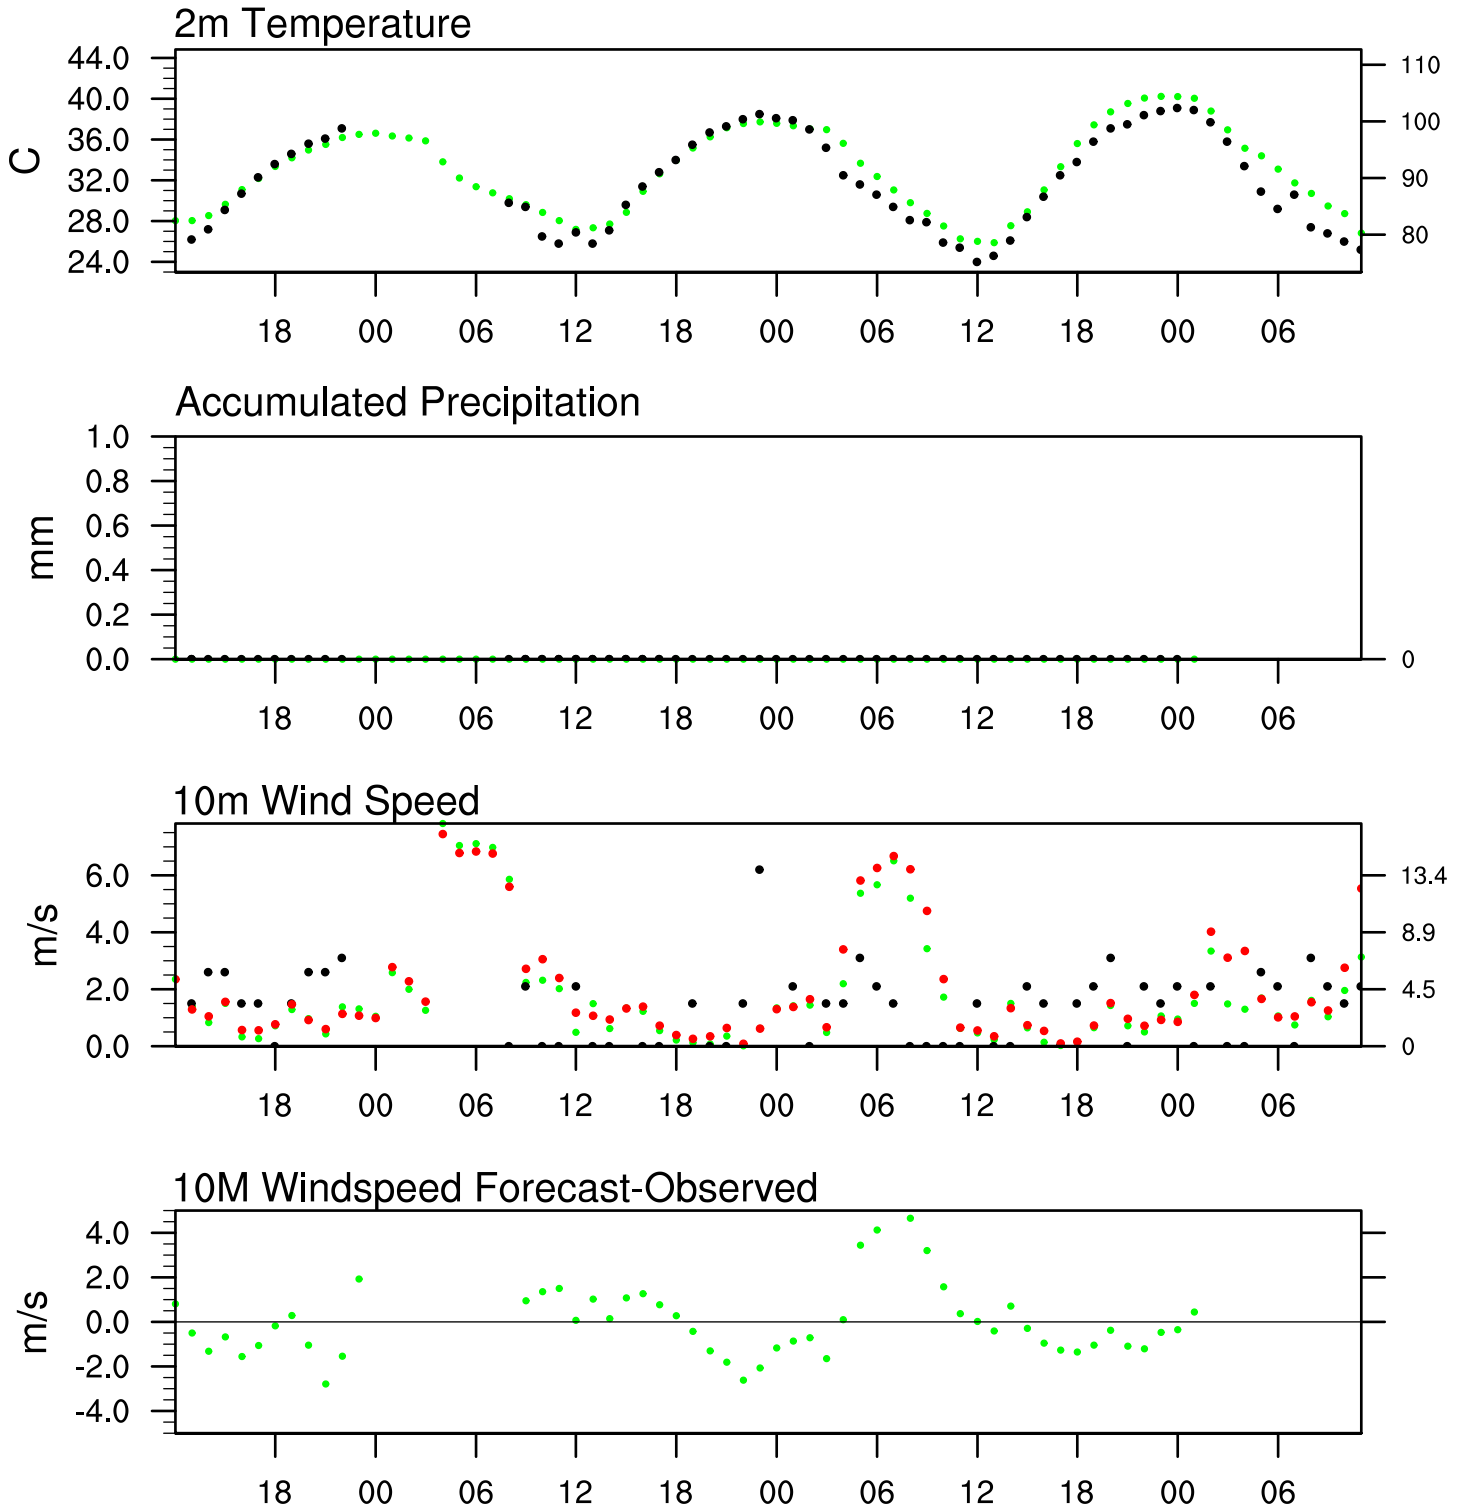 2m Temperature
44.0
40.0
36.0
32.0
28.0
24.0
C
110
100
90
80
18 00 06 12 18 00 06 12 18 00 06
Accumulated Precipitation
1.0
0.8
0.6
0.4
0.2
0.0
mm
0
18 00 06 12 18 00 06 12 18 00 06
10m Wind Speed
6.0
4.0
2.0
0.0
m/s
13.4
8.9
4.5
0
18 00 06 12 18 00 06 12 18 00 06
10M Windspeed Forecast-Observed
4.0
2.0
0.0
-2.0
-4.0
m/s
18 00 06 12 18 00 06 12 18 00 06